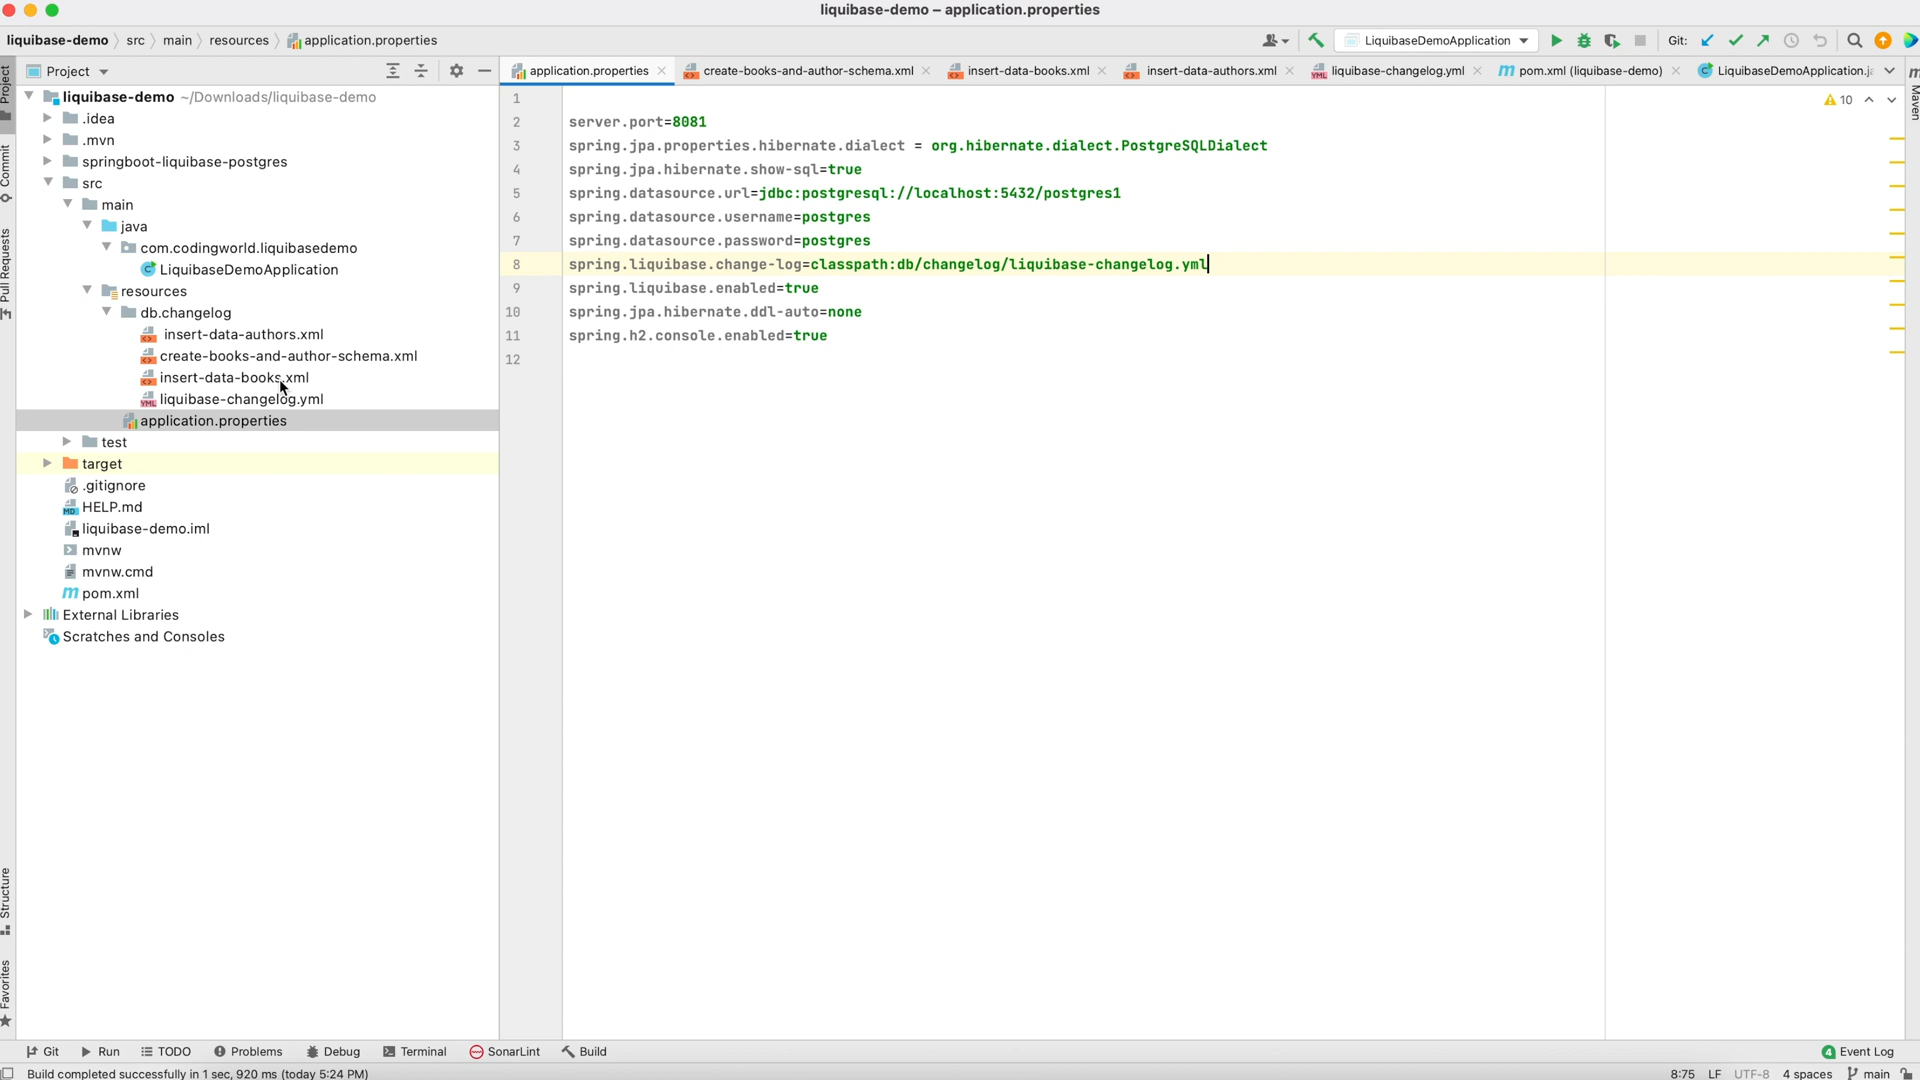 liquibase-demo – application.properties
liquibase-demo
src
main
resources
application.properties
LiquibaseDemoApplication
Git:
Project
application.properties
create-books-and-author-schema.xml
insert-data-books.xml
insert-data-authors.xml
liquibase-changelog.yml
pom.xml (liquibase-demo)
LiquibaseDemoApplication.ja
Project
Commit
Pull Requests
Structure
Favorites
liquibase-demo ~/Downloads/liquibase-demo
.idea
.mvn
springboot-liquibase-postgres
src
main
java
com.codingworld.liquibasedemo
LiquibaseDemoApplication
resources
db.changelog
insert-data-authors.xml
create-books-and-author-schema.xml
insert-data-books.xml
liquibase-changelog.yml
application.properties
test
target
.gitignore
HELP.md
liquibase-demo.iml
mvnw
mvnw.cmd
pom.xml
External Libraries
Scratches and Consoles
1
2 server.port=8081
3 spring.jpa.properties.hibernate.dialect = org.hibernate.dialect.PostgreSQLDialect
4 spring.jpa.hibernate.show-sql=true
5 spring.datasource.url=jdbc:postgresql://localhost:5432/postgres1
6 spring.datasource.username=postgres
7 spring.datasource.password=postgres
8 spring.liquibase.change-log=classpath:db/changelog/liquibase-changelog.yml
9 spring.liquibase.enabled=true
10 spring.jpa.hibernate.ddl-auto=none
11 spring.h2.console.enabled=true
12
10
Maven
Git
Run
TODO
Problems
Debug
Terminal
SonarLint
Build
4 Event Log
Build completed successfully in 1 sec, 920 ms (today 5:24 PM)
8:75
LF
UTF-8
4 spaces
main